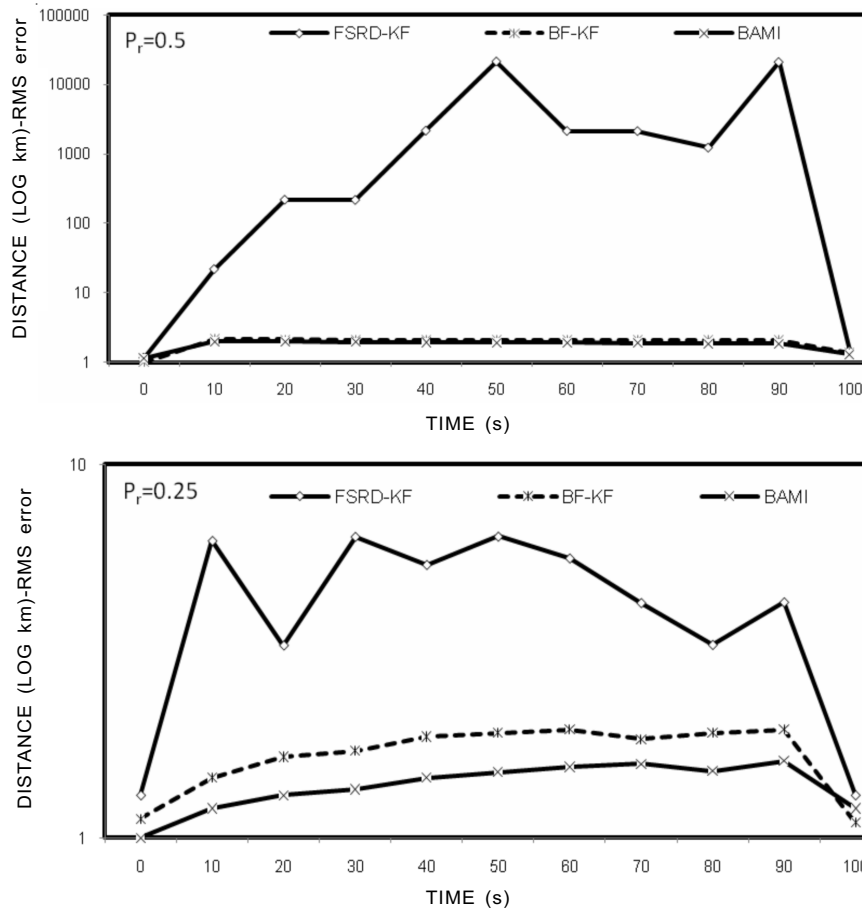 100000
10000
1000
100
10
1
DISTANCE (LOG km)-RMS error
Pr=0.5
FSRD-KF BF-KF BAMI
0 10 20 30 40 50 60 70 80 90 100
TIME (s)
10
1
DISTANCE (LOG km)-RMS error
Pr=0.25
FSRD-KF BF-KF BAMI
0 10 20 30 40 50 60 70 80 90 100
TIME (s)